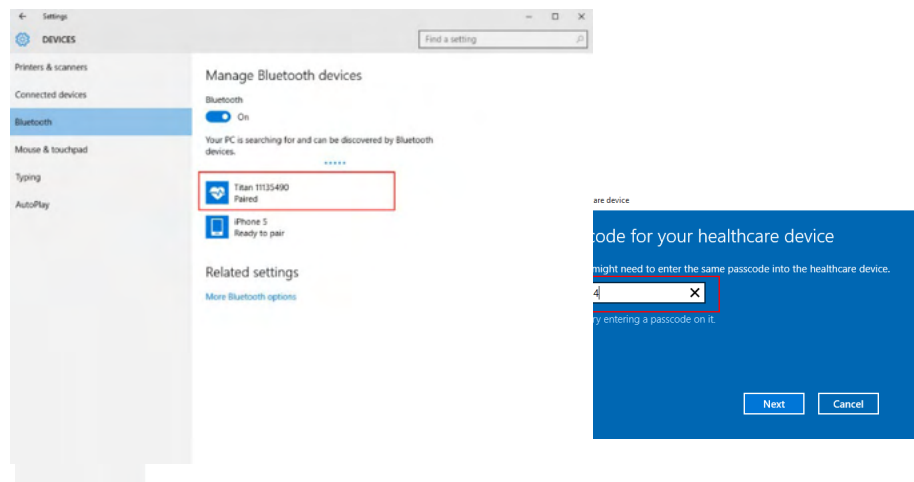 Settings
DEVICES
Find a setting
Printers & scanners
Connected devices
Bluetooth
Mouse & touchpad
Typing
AutoPlay
Manage Bluetooth devices
Bluetooth
On
Your PC is searching for and can be discovered by Bluetooth
devices.
Titan 11135490
Paired
iPhone 5
Ready to pair
Related settings
More Bluetooth options
are device
code for your healthcare device
might need to enter the same passcode into the healthcare device.
4
ry entering a passcode on it.
Next
Cancel